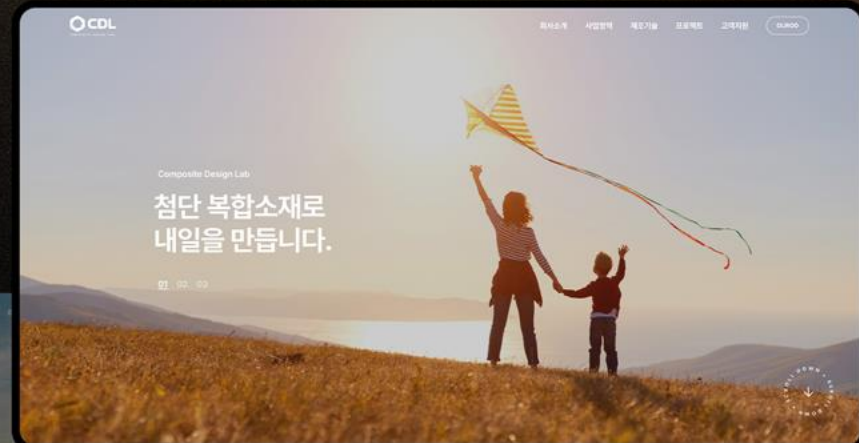 CDL
회사소개 사업영역 제조기술 프로젝트 고객지원
Composite Design Lab
첨단 복합소재로
내일을 만듭니다.
01 02 03